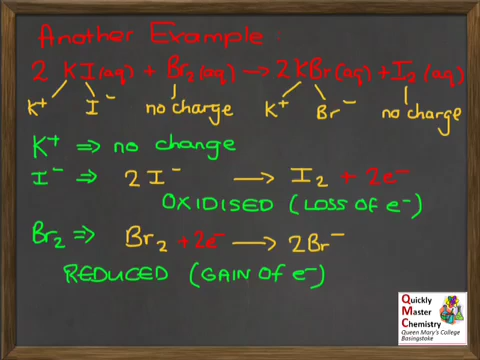 Another Example :
2 KI(aq) + Br₂(aq) → 2KBr(aq) + I₂(aq)
K⁺ I⁻ no charge K⁺ Br⁻ no charge
K⁺ ⇒ no change
I⁻ ⇒ 2I⁻ → I₂ + 2e⁻
OXIDISED (LOSS OF e⁻)
Br₂ ⇒ Br₂ +2e⁻ → 2Br⁻
REDUCED (GAIN OF e⁻)
Quickly
Master
Chemistry
Queen Mary's College
Basingstoke